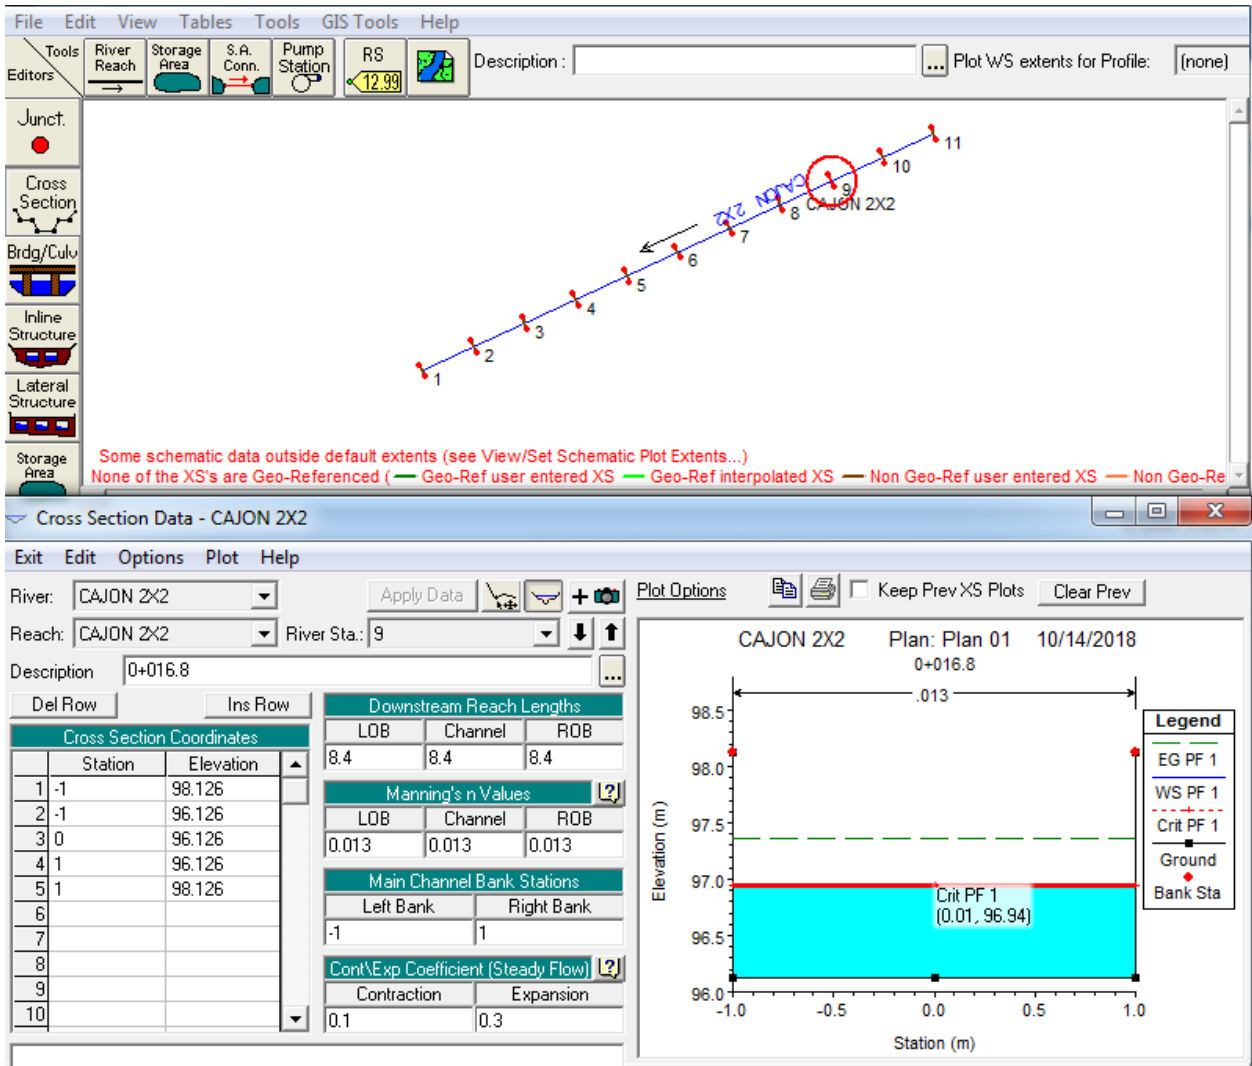 File Edit View Tables Tools GIS Tools Help
Tools
Editors
River Reach
Storage Area
S.A. Conn.
Pump Station
RS
12.99
Description :
...
Plot WS extents for Profile:
(none)
Junct.
Cross Section
Brdg/Culv
Inline Structure
Lateral Structure
Storage Area
11
10
9
CAJON 2X2
8
CAJON 2X2
7
6
5
4
3
2
1
Some schematic data outside default extents (see View/Set Schematic Plot Extents...)
None of the XS's are Geo-Referenced ( Geo-Ref user entered XS Geo-Ref interpolated XS Non Geo-Ref user entered XS Non Geo-Re
Cross Section Data - CAJON 2X2
Exit Edit Options Plot Help
River: CAJON 2X2 Apply Data
Reach: CAJON 2X2 River Sta.: 9
Description 0+016.8 ...
Del Row Ins Row
Cross Section Coordinates
Station Elevation
1 -1 98.126
2 -1 96.126
3 0 96.126
4 1 96.126
5 1 98.126
6
7
8
9
10
Downstream Reach Lengths
LOB Channel ROB
8.4 8.4 8.4
Manning's n Values ?
LOB Channel ROB
0.013 0.013 0.013
Main Channel Bank Stations
Left Bank Right Bank
-1 1
Cont\Exp Coefficient (Steady Flow) ?
Contraction Expansion
0.1 0.3
Plot Options Keep Prev XS Plots Clear Prev
CAJON 2X2 Plan: Plan 01 10/14/2018
0+016.8
.013
98.5
98.0
97.5
97.0
96.5
96.0
Elevation (m)
-1.0 -0.5 0.0 0.5 1.0
Station (m)
Crit PF 1
(0.01, 96.94)
Legend
EG PF 1
WS PF 1
Crit PF 1
Ground
Bank Sta